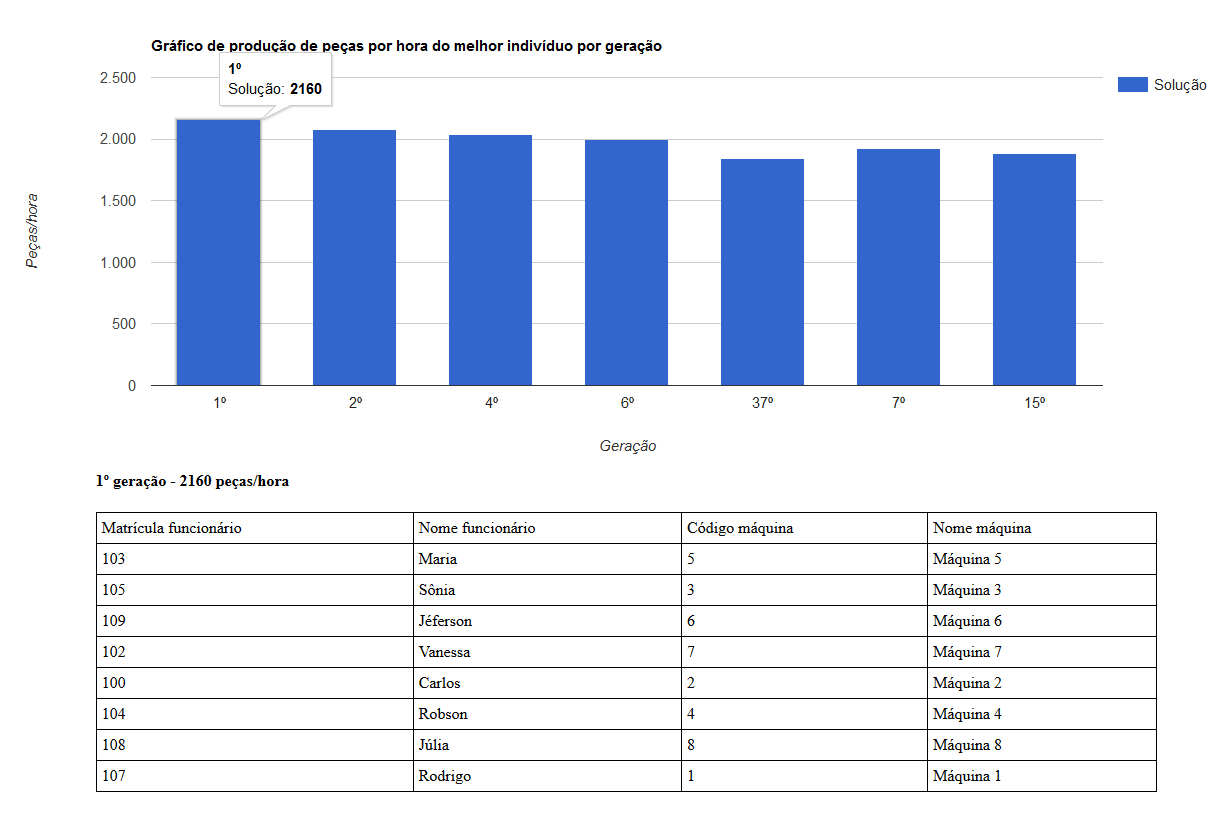 Gráfico de produção de peças por hora do melhor indivíduo por geração
1º
Solução: 2160
Solução
2.500
2.000
1.500
1.000
500
0
Peças/hora
1º 2º 4º 6º 37º 7º 15º
Geração
1º geração - 2160 peças/hora
Matrícula funcionário Nome funcionário Código máquina Nome máquina
103 Maria 5 Máquina 5
105 Sônia 3 Máquina 3
109 Jéferson 6 Máquina 6
102 Vanessa 7 Máquina 7
100 Carlos 2 Máquina 2
104 Robson 4 Máquina 4
108 Júlia 8 Máquina 8
107 Rodrigo 1 Máquina 1